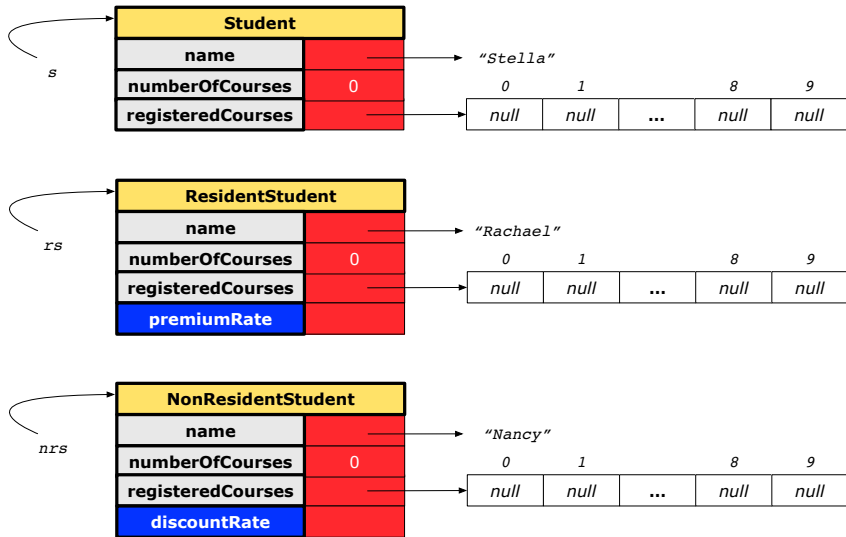 Student
name "Stella"
s
numberOfCourses 0 0 1 8 9
registeredCourses null null ... null null
ResidentStudent
name "Rachael"
rs
numberOfCourses 0 0 1 8 9
registeredCourses null null ... null null
premiumRate
NonResidentStudent
name "Nancy"
nrs
numberOfCourses 0 0 1 8 9
registeredCourses null null ... null null
discountRate